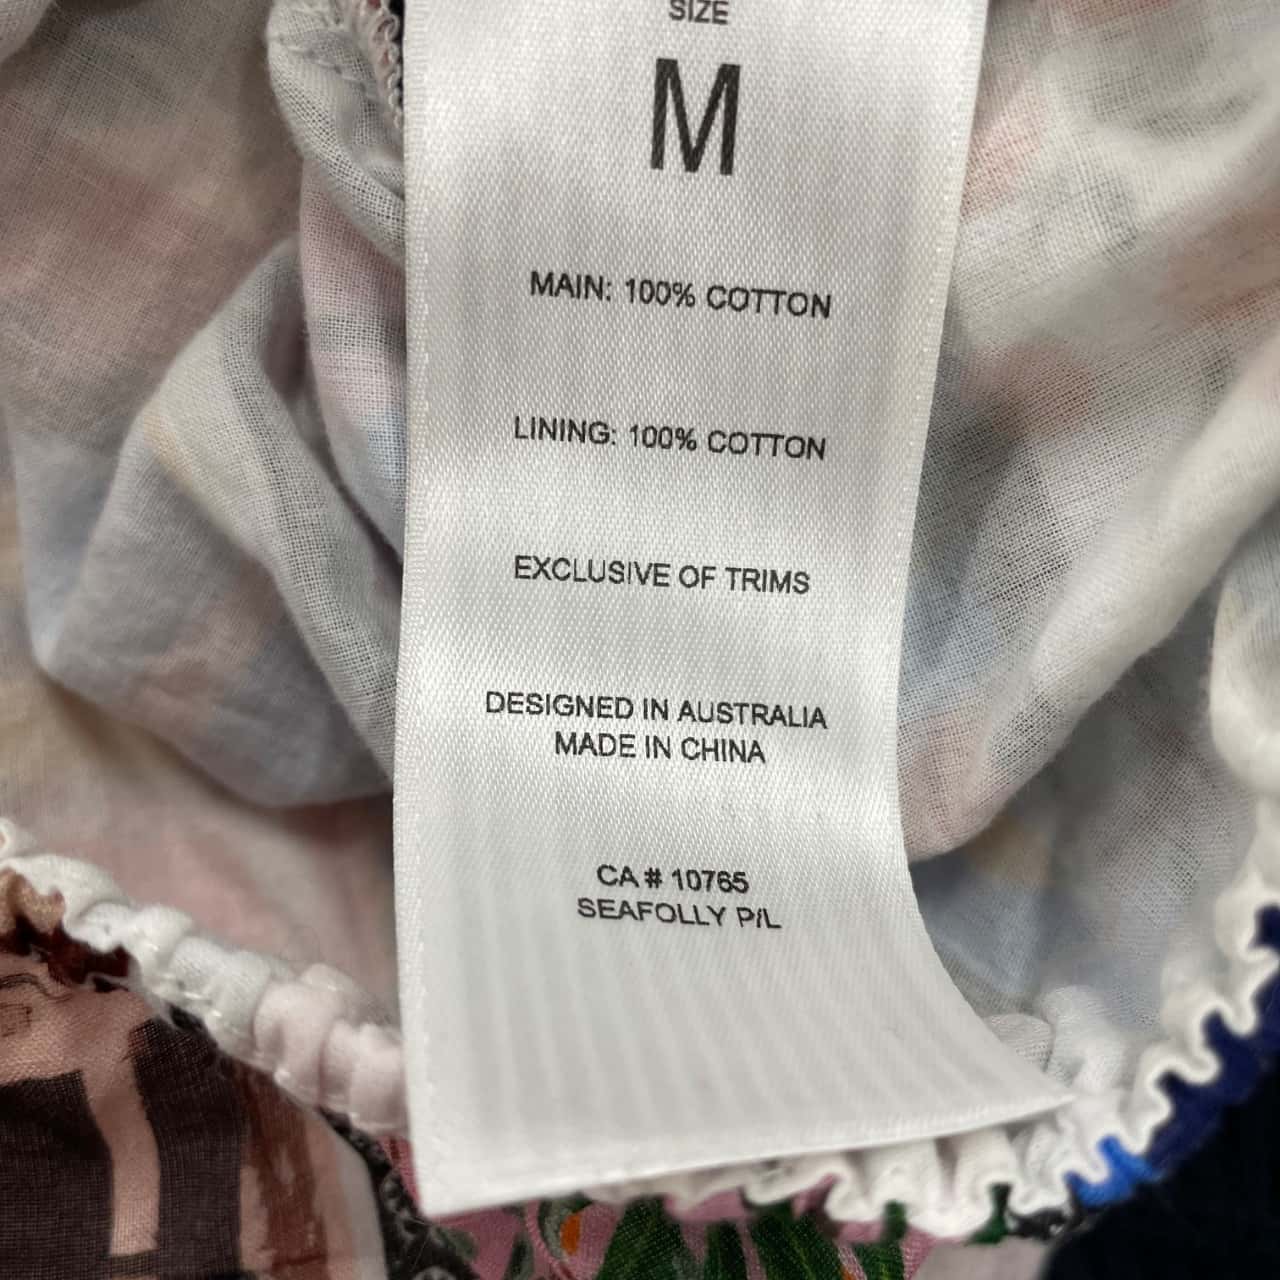 SIZE
M
MAIN: 100% COTTON
LINING: 100% COTTON
EXCLUSIVE OF TRIMS
DESIGNED IN AUSTRALIA
MADE IN CHINA
CA # 10765
SEAFOLLY P/L